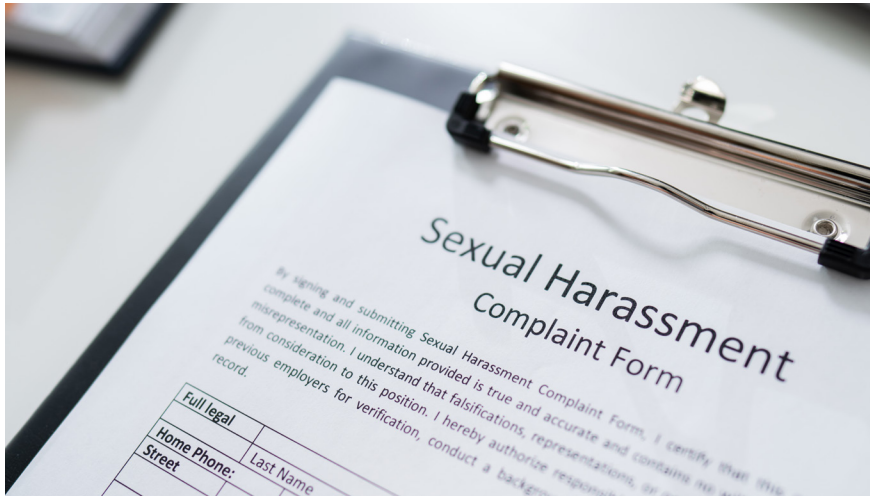 Sexual Harassment
Complaint Form
By signing and submitting Sexual Harassment Complaint Form, I certify that this
complete and all information provided is true and accurate and contains no
misrepresentation. I understand that falsifications, representations, or
from consideration to this position. I hereby authorize
previous employers for verification, conduct a
record.
Full legal
Last Name
Home Phone:
Street